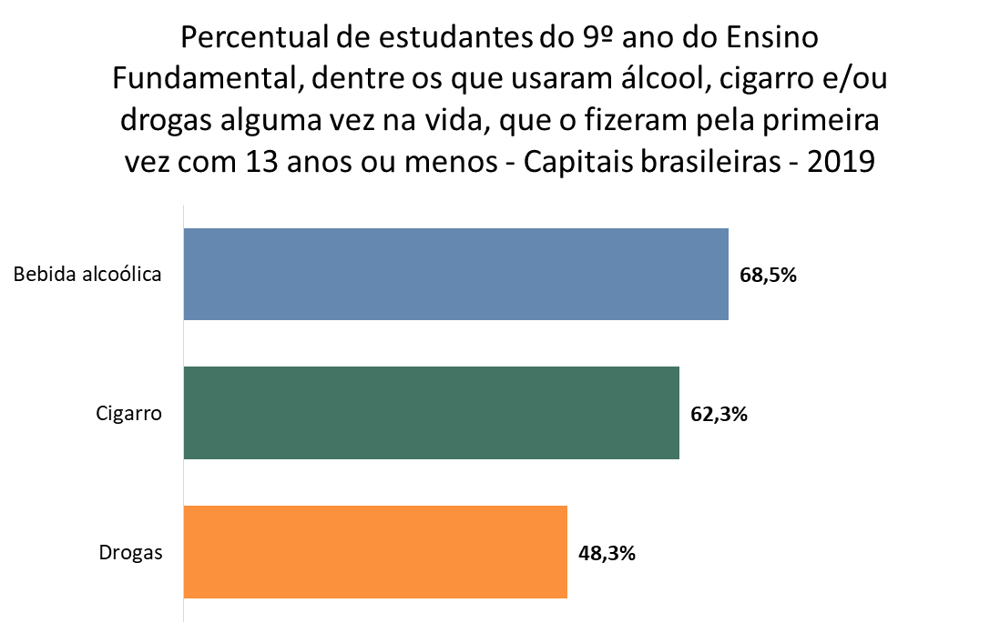 Percentual de estudantes do 9º ano do Ensino
Fundamental, dentre os que usaram álcool, cigarro e/ou
drogas alguma vez na vida, que o fizeram pela primeira
vez com 13 anos ou menos - Capitais brasileiras - 2019
Bebida alcoólica 68,5%
Cigarro 62,3%
Drogas 48,3%